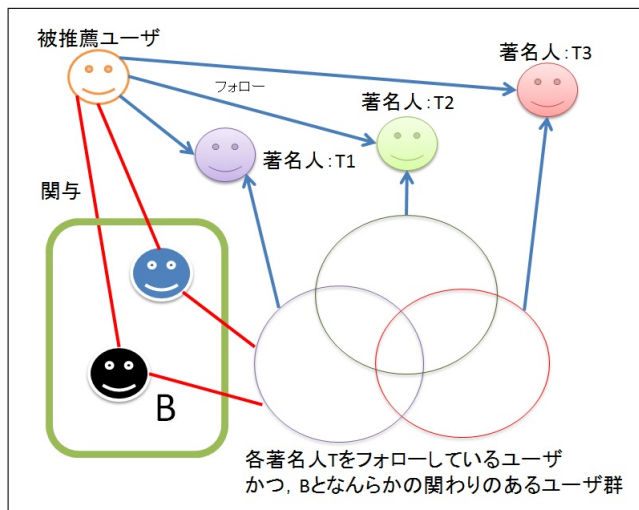 被推薦ユーザ
著名人:T3
フォロー
著名人:T2
著名人:T1
関与
B
各著名人Tをフォローしているユーザ
かつ，Bとなんらかの関わりのあるユーザ群